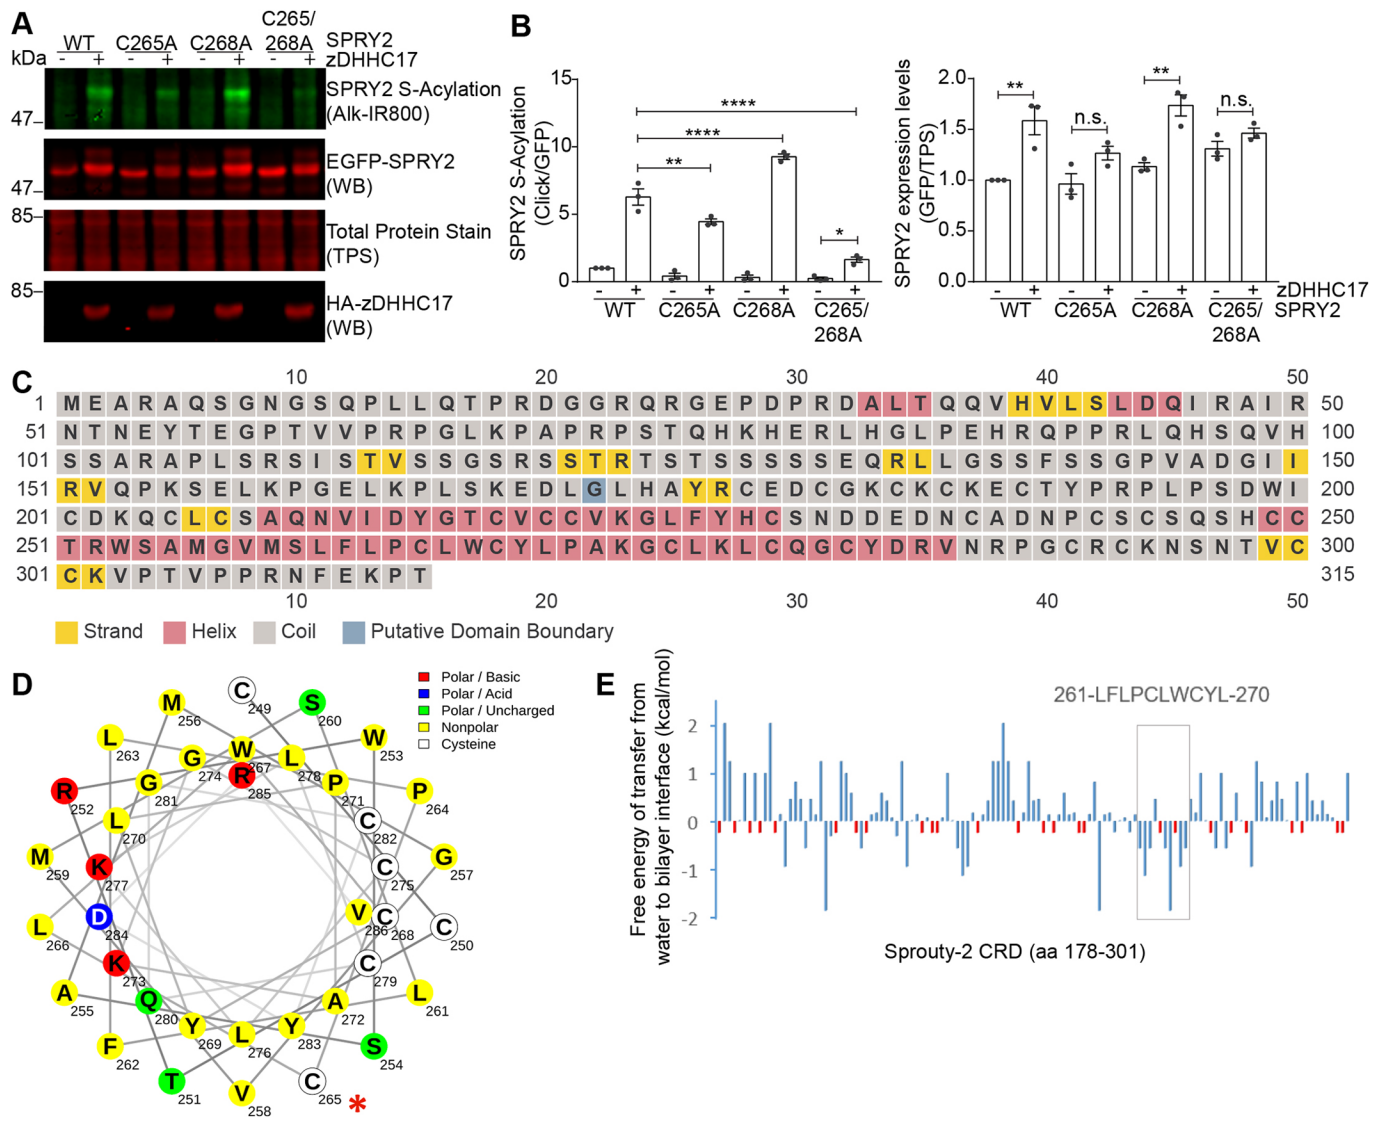 A
WT C265A C268A C265/268A SPRY2
kDa - + - + - + - + zDHHC17
47
SPRY2 S-Acylation
(Alk-IR800)
47
EGFP-SPRY2
(WB)
85
Total Protein Stain
(TPS)
85
HA-zDHHC17
(WB)
B
SPRY2 S-Acylation
(Click/GFP)
15
10
5
0
****
****
**
*
- + - + - + - +
WT C265A C268A C265/268A
SPRY2 expression levels
(GFP/TPS)
2.0
1.5
1.0
0.5
0.0
** n.s. ** n.s.
- + - + - + - + zDHHC17
WT C265A C268A C265/268A SPRY2
C
10 20 30 40 50
1 M E A R A Q S G N G S Q P L L Q T P R D G G R Q R G E P D P R D A L T Q Q V H V L S L D Q I R A I R 50
51 N T N E Y T E G P T V V P R P G L K P A P R P S T Q H K H E R L H G L P E H R Q P P R L Q H S Q V H 100
101 S S A R A P L S R S I S T V S S G S R S S T R T S T S S S S S E Q R L L G S S F S S G P V A D G I I 150
151 R V Q P K S E L K P G E L K P L S K E D L G L H A Y R C E D C G K C K C K E C T Y P R P L P S D W I 200
201 C D K Q C L C S A Q N V I D Y G T C V C C V K G L F Y H C S N D D E D N C A D N P C S C S Q S H C C 250
251 T R W S A M G V M S L F L P C L W C Y L P A K G C L K L C Q G C Y D R V N R P G C R C K N S N T V C 300
301 C K V P T V P P R N F E K P T 315
10 20 30 40 50
Strand Helix Coil Putative Domain Boundary
D
Polar / Basic
Polar / Acid
Polar / Uncharged
Nonpolar
Cysteine
C 249
S 260
M 256
W 253
L 263
G 274
W 267
L 278
R 285
P 271
P 264
R 252
G 281
C 282
L 270
M 259
G 257
K 277
C 275
D 284
V 286
C 268
C 250
L 266
K 273
C 279
A 255
Q 280
A 272
L 261
F 262
Y 269
L 276
Y 283
S 254
T 251
V 258
C 265
*
E
261-LFLPCLWCYL-270
Free energy of transfer from
water to bilayer interface (kcal/mol)
2
1
0
-1
-2
Sprouty-2 CRD (aa 178-301)